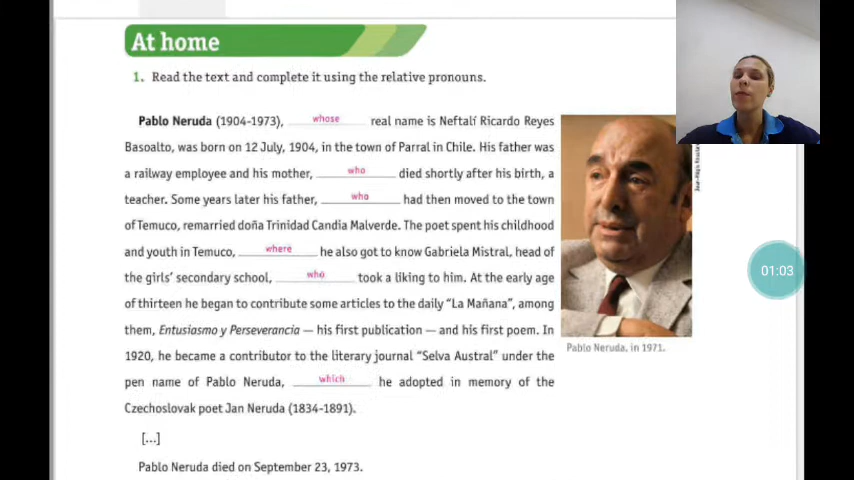 At home
1. Read the text and complete it using the relative pronouns.
Pablo Neruda (1904-1973), whose real name is Neftalí Ricardo Reyes
Basoalto, was born on 12 July, 1904, in the town of Parral in Chile. His father was
a railway employee and his mother, who died shortly after his birth, a
teacher. Some years later his father, who had then moved to the town
of Temuco, remarried doña Trinidad Candia Malverde. The poet spent his childhood
and youth in Temuco, where he also got to know Gabriela Mistral, head of
the girls' secondary school, who took a liking to him. At the early age
of thirteen he began to contribute some articles to the daily “La Mañana”, among
them, Entusiasmo y Perseverancia — his first publication — and his first poem. In
1920, he became a contributor to the literary journal “Selva Austral” under the
pen name of Pablo Neruda, which he adopted in memory of the
Czechoslovak poet Jan Neruda (1834-1891).
[...]
Pablo Neruda died on September 23, 1973.
Pablo Neruda, in 1971.
01:03